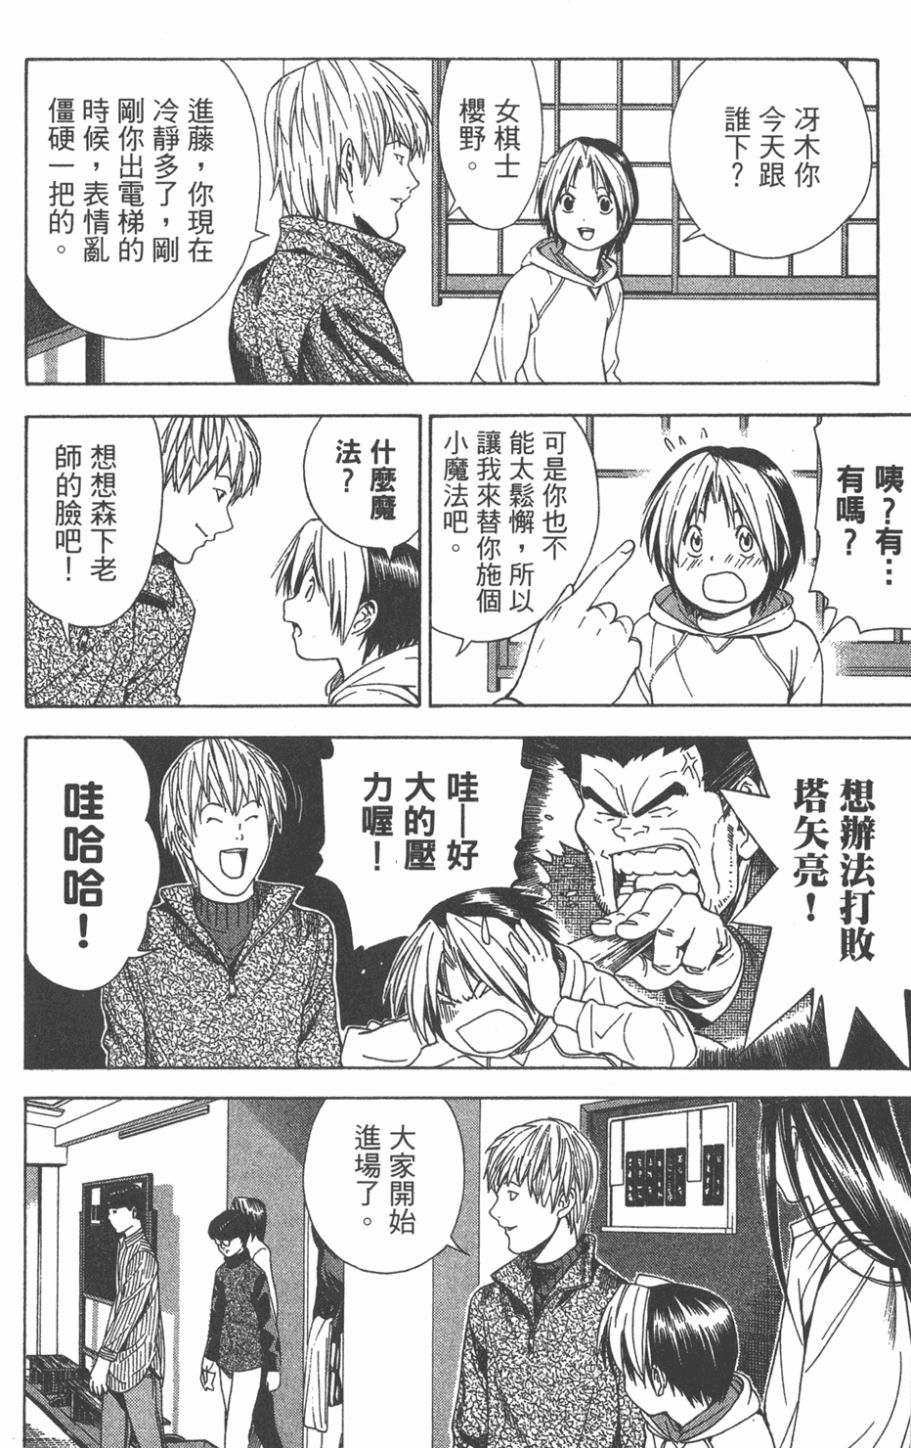 冴木你
今天跟
誰下?
女棋士
櫻野。
進藤,你現在
冷靜多了,剛
剛你出電梯的
時候,表情亂
僵硬一把的。
咦?有…
有嗎?
可是你也不
能太鬆懈,所以
讓我來替你施個
小魔法吧。
什麼魔
法?
想想森下老
師的臉吧!
想辦法打敗
塔矢亮!
哇—好
大的壓
力喔!
哇哈哈!
大家開始
進場了。